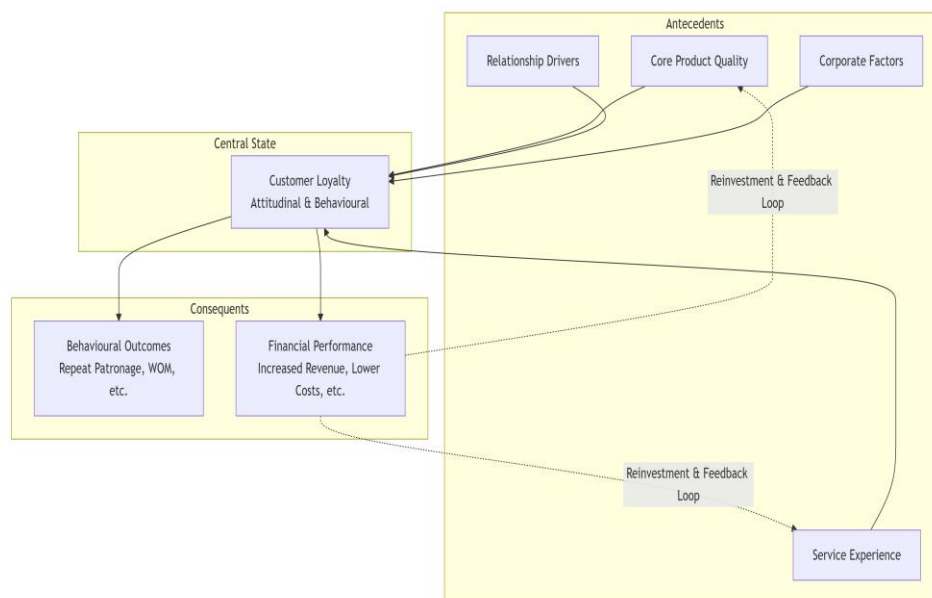 Antecedents
Relationship Drivers
Core Product Quality
Corporate Factors
Central State
Customer Loyalty
Attitudinal & Behavioural
Reinvestment & Feedback
Loop
Consequents
Behavioural Outcomes
Repeat Patronage, WOM,
etc.
Financial Performance
Increased Revenue, Lower
Costs, etc.
Reinvestment & Feedback
Loop
Service Experience